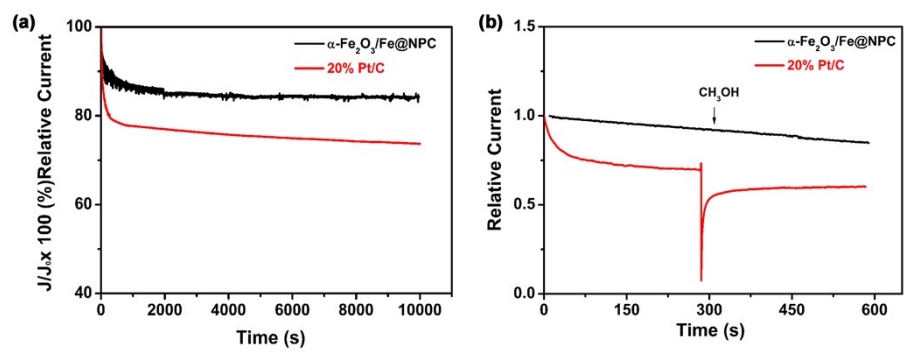 (a)
α-Fe₂O₃/Fe@NPC
20% Pt/C
J/J₀x 100 (%)Relative Current
100
80
60
40
0
2000
4000
6000
8000
10000
Time (s)
(b)
α-Fe₂O₃/Fe@NPC
20% Pt/C
CH₃OH
Relative Current
1.5
1.0
0.5
0.0
0
150
300
450
600
Time (s)